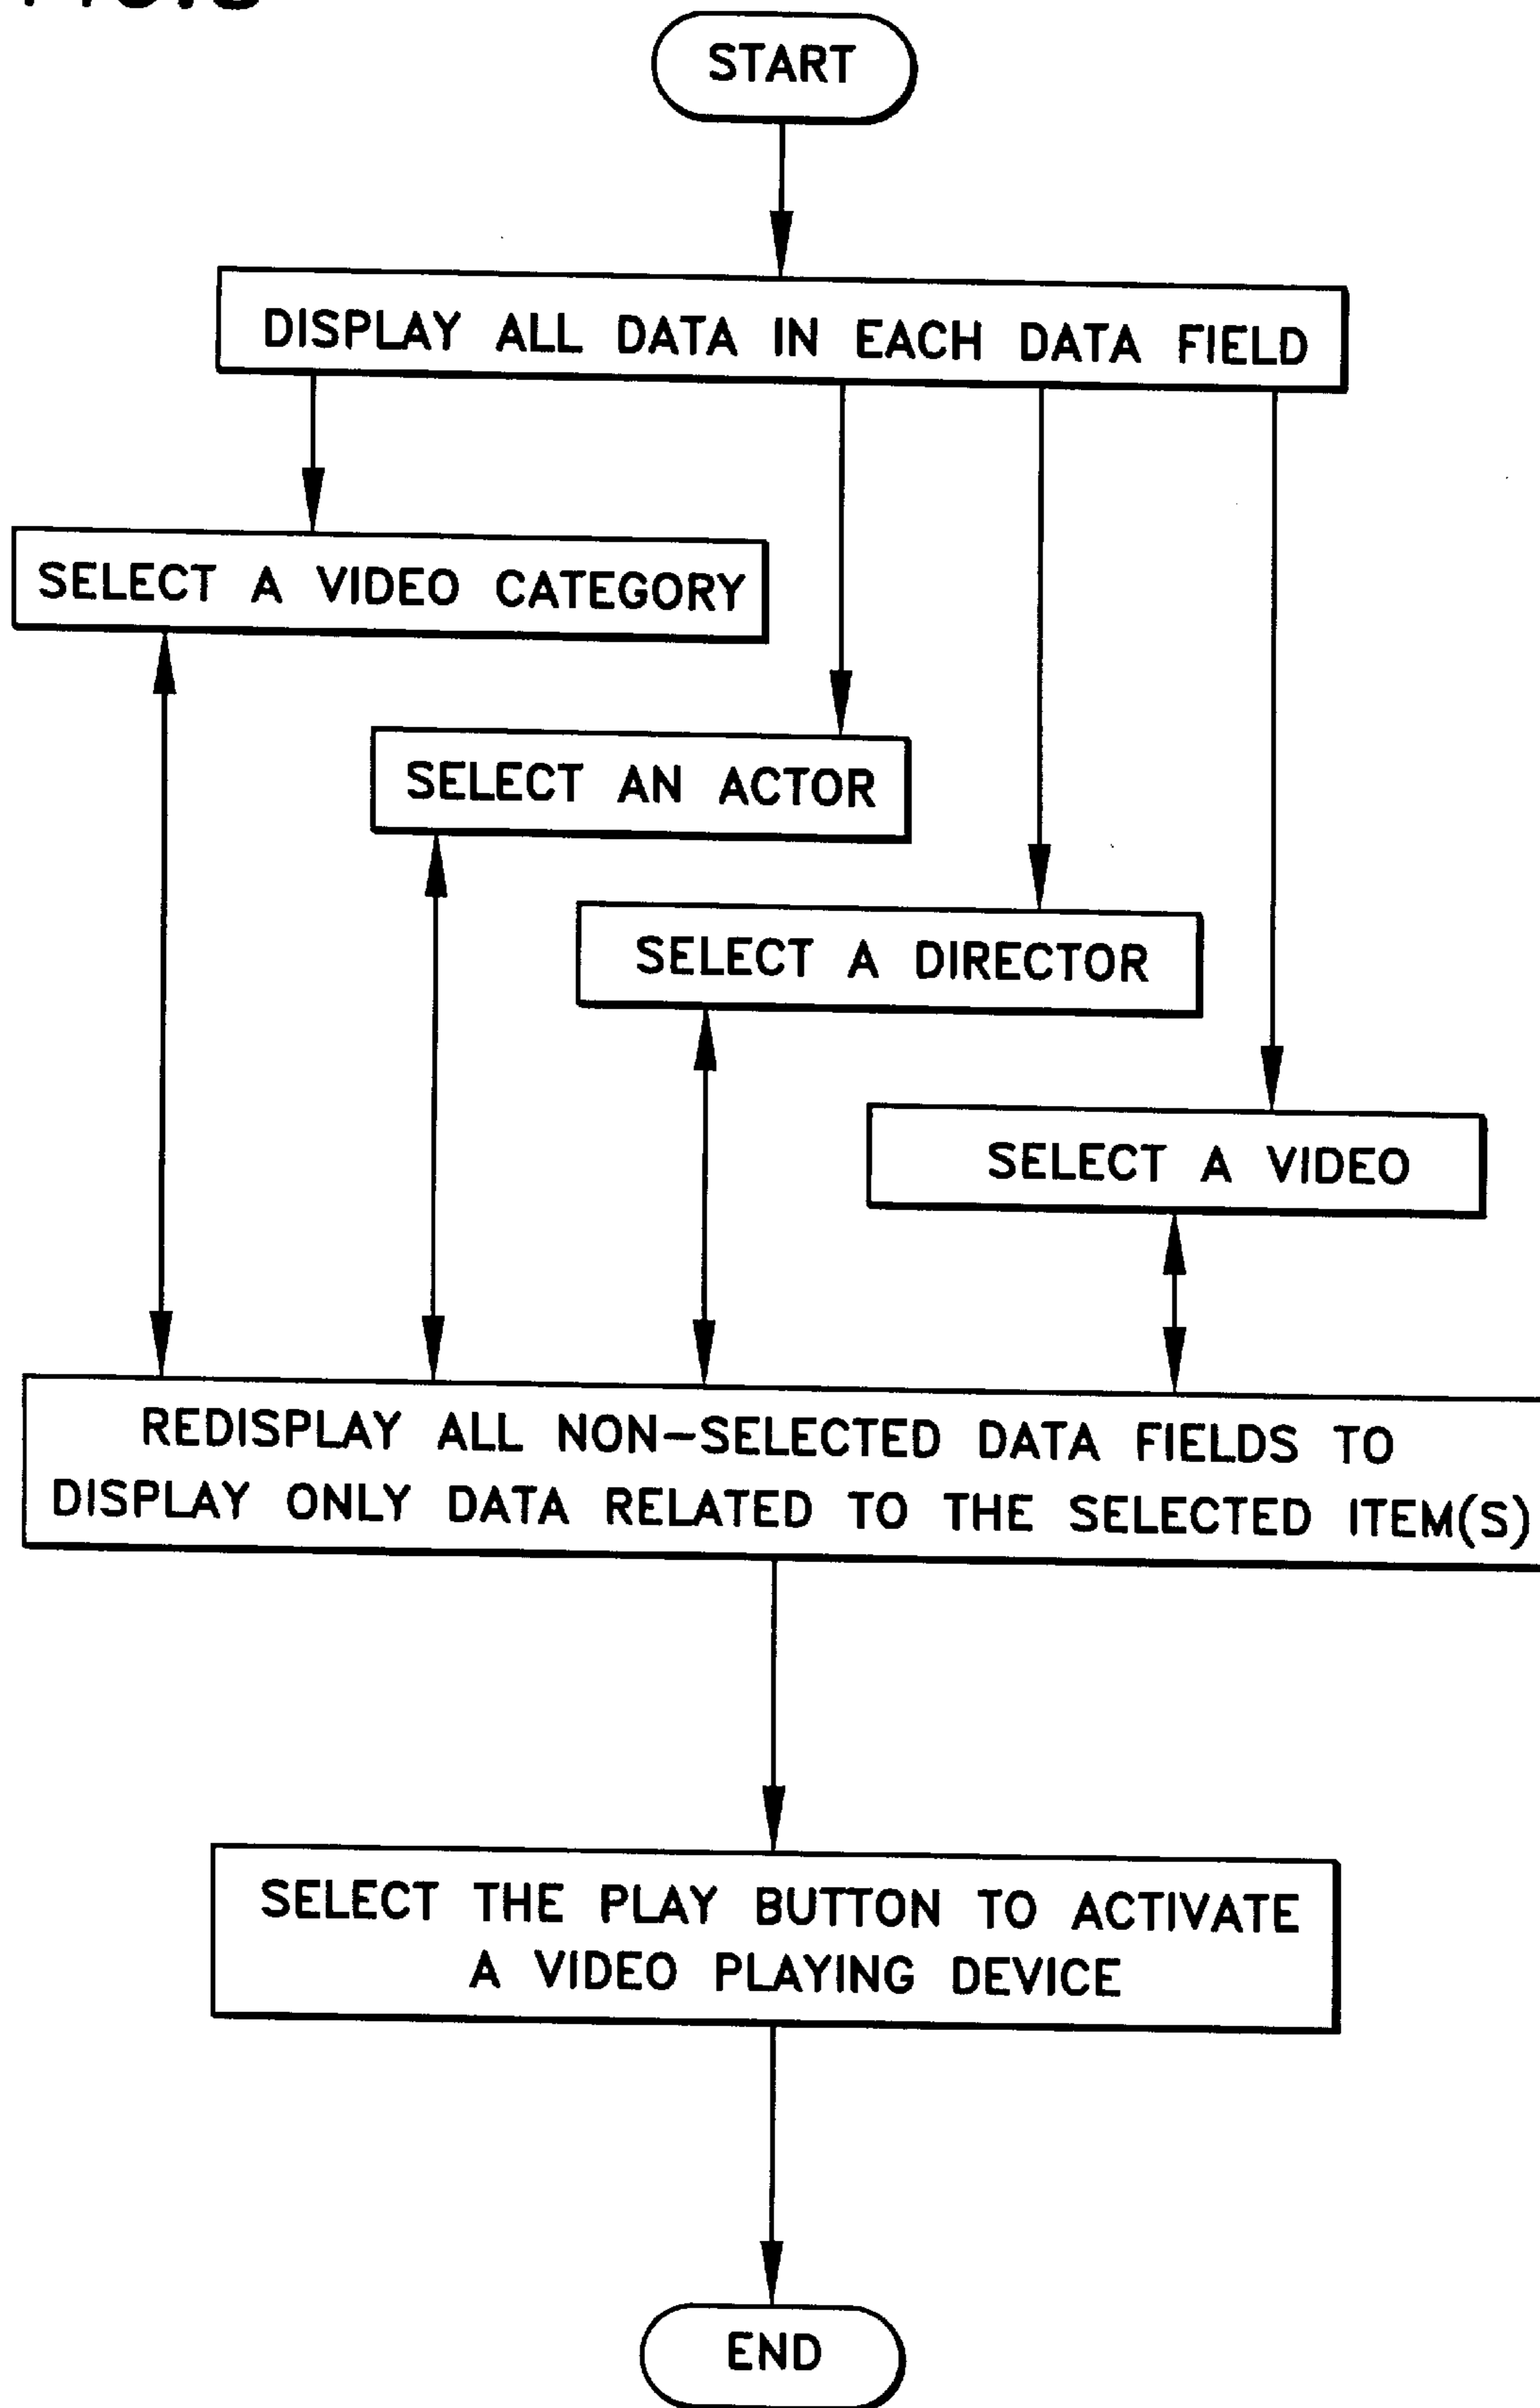 START
DISPLAY ALL DATA IN EACH DATA FIELD
SELECT A VIDEO CATEGORY
SELECT AN ACTOR
SELECT A DIRECTOR
SELECT A VIDEO
REDISPLAY ALL NON-SELECTED DATA FIELDS TO
DISPLAY ONLY DATA RELATED TO THE SELECTED ITEM(S)
SELECT THE PLAY BUTTON TO ACTIVATE
A VIDEO PLAYING DEVICE
END